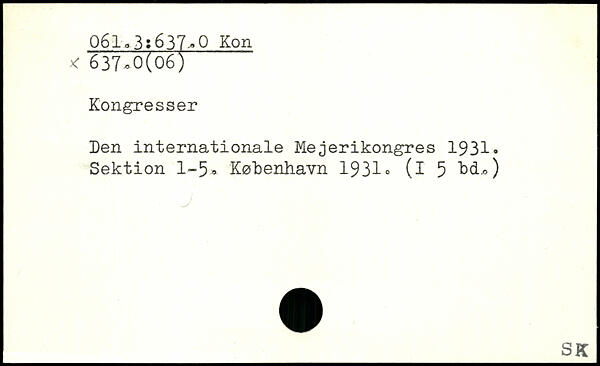 061.3:637.0 Kon
× 637.0(06)
Kongresser
Den internationale Mejerikongres 1931.
Sektion 1-5. København 1931. (I 5 bd.)
SK